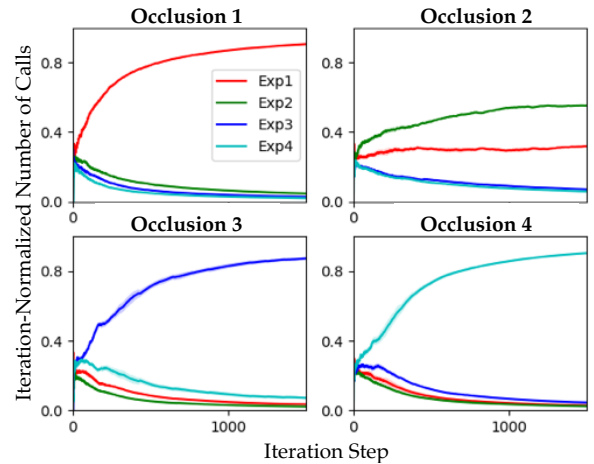 Occlusion 1
Occlusion 2
Iteration-Normalized Number of Calls
0.8
0.4
0.0
0
Exp1
Exp2
Exp3
Exp4
0.8
0.4
0.0
0
1000
Occlusion 3
Occlusion 4
0.8
0.4
0.0
0
1000
0.8
0.4
0.0
0
1000
Iteration Step